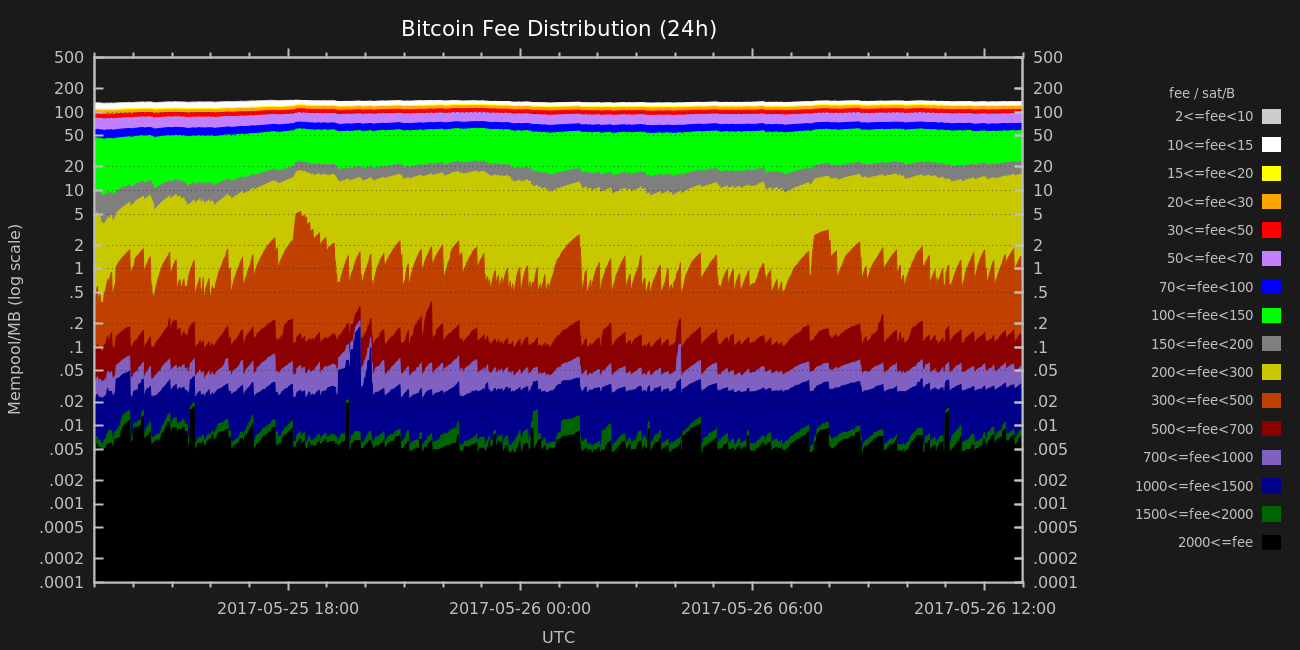 Bitcoin Fee Distribution (24h)
Mempool/MB (log scale)
500
200
100
50
20
10
5
2
1
.5
.2
.1
.05
.02
.01
.005
.002
.001
.0005
.0002
.0001
500
200
100
50
20
10
5
2
1
.5
.2
.1
.05
.02
.01
.005
.002
.001
.0005
.0002
.0001
2017-05-25 18:00
2017-05-26 00:00
2017-05-26 06:00
2017-05-26 12:00
UTC
fee / sat/B
2<=fee<10
10<=fee<15
15<=fee<20
20<=fee<30
30<=fee<50
50<=fee<70
70<=fee<100
100<=fee<150
150<=fee<200
200<=fee<300
300<=fee<500
500<=fee<700
700<=fee<1000
1000<=fee<1500
1500<=fee<2000
2000<=fee